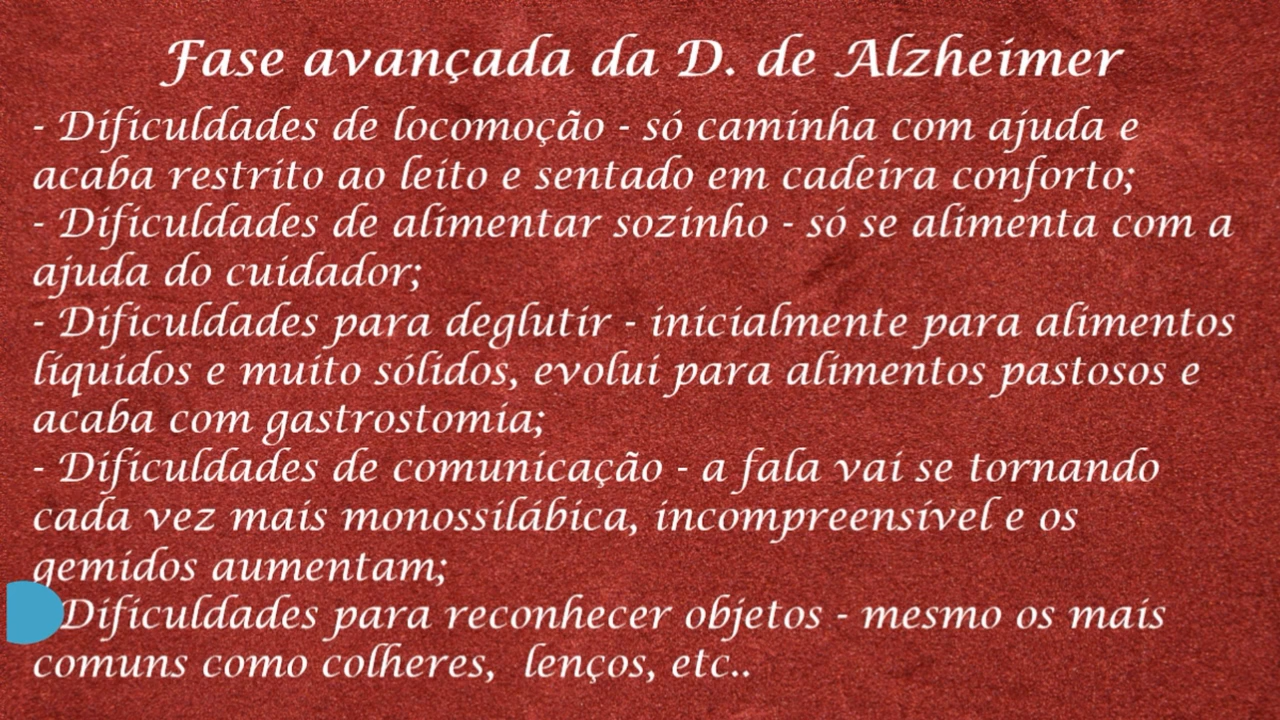 Fase avançada da D. de Alzheimer
- Dificuldades de locomoção - só caminha com ajuda e
acaba restrito ao leito e sentado em cadeira conforto;
- Dificuldades de alimentar sozinho - só se alimenta com a
ajuda do cuidador;
- Dificuldades para deglutir - inicialmente para alimentos
líquidos e muito sólidos, evolui para alimentos pastosos e
acaba com gastrostomia;
- Dificuldades de comunicação - a fala vai se tornando
cada vez mais monossilábica, incompreensível e os
gemidos aumentam;
Dificuldades para reconhecer objetos - mesmo os mais
comuns como colheres,  lenços, etc..